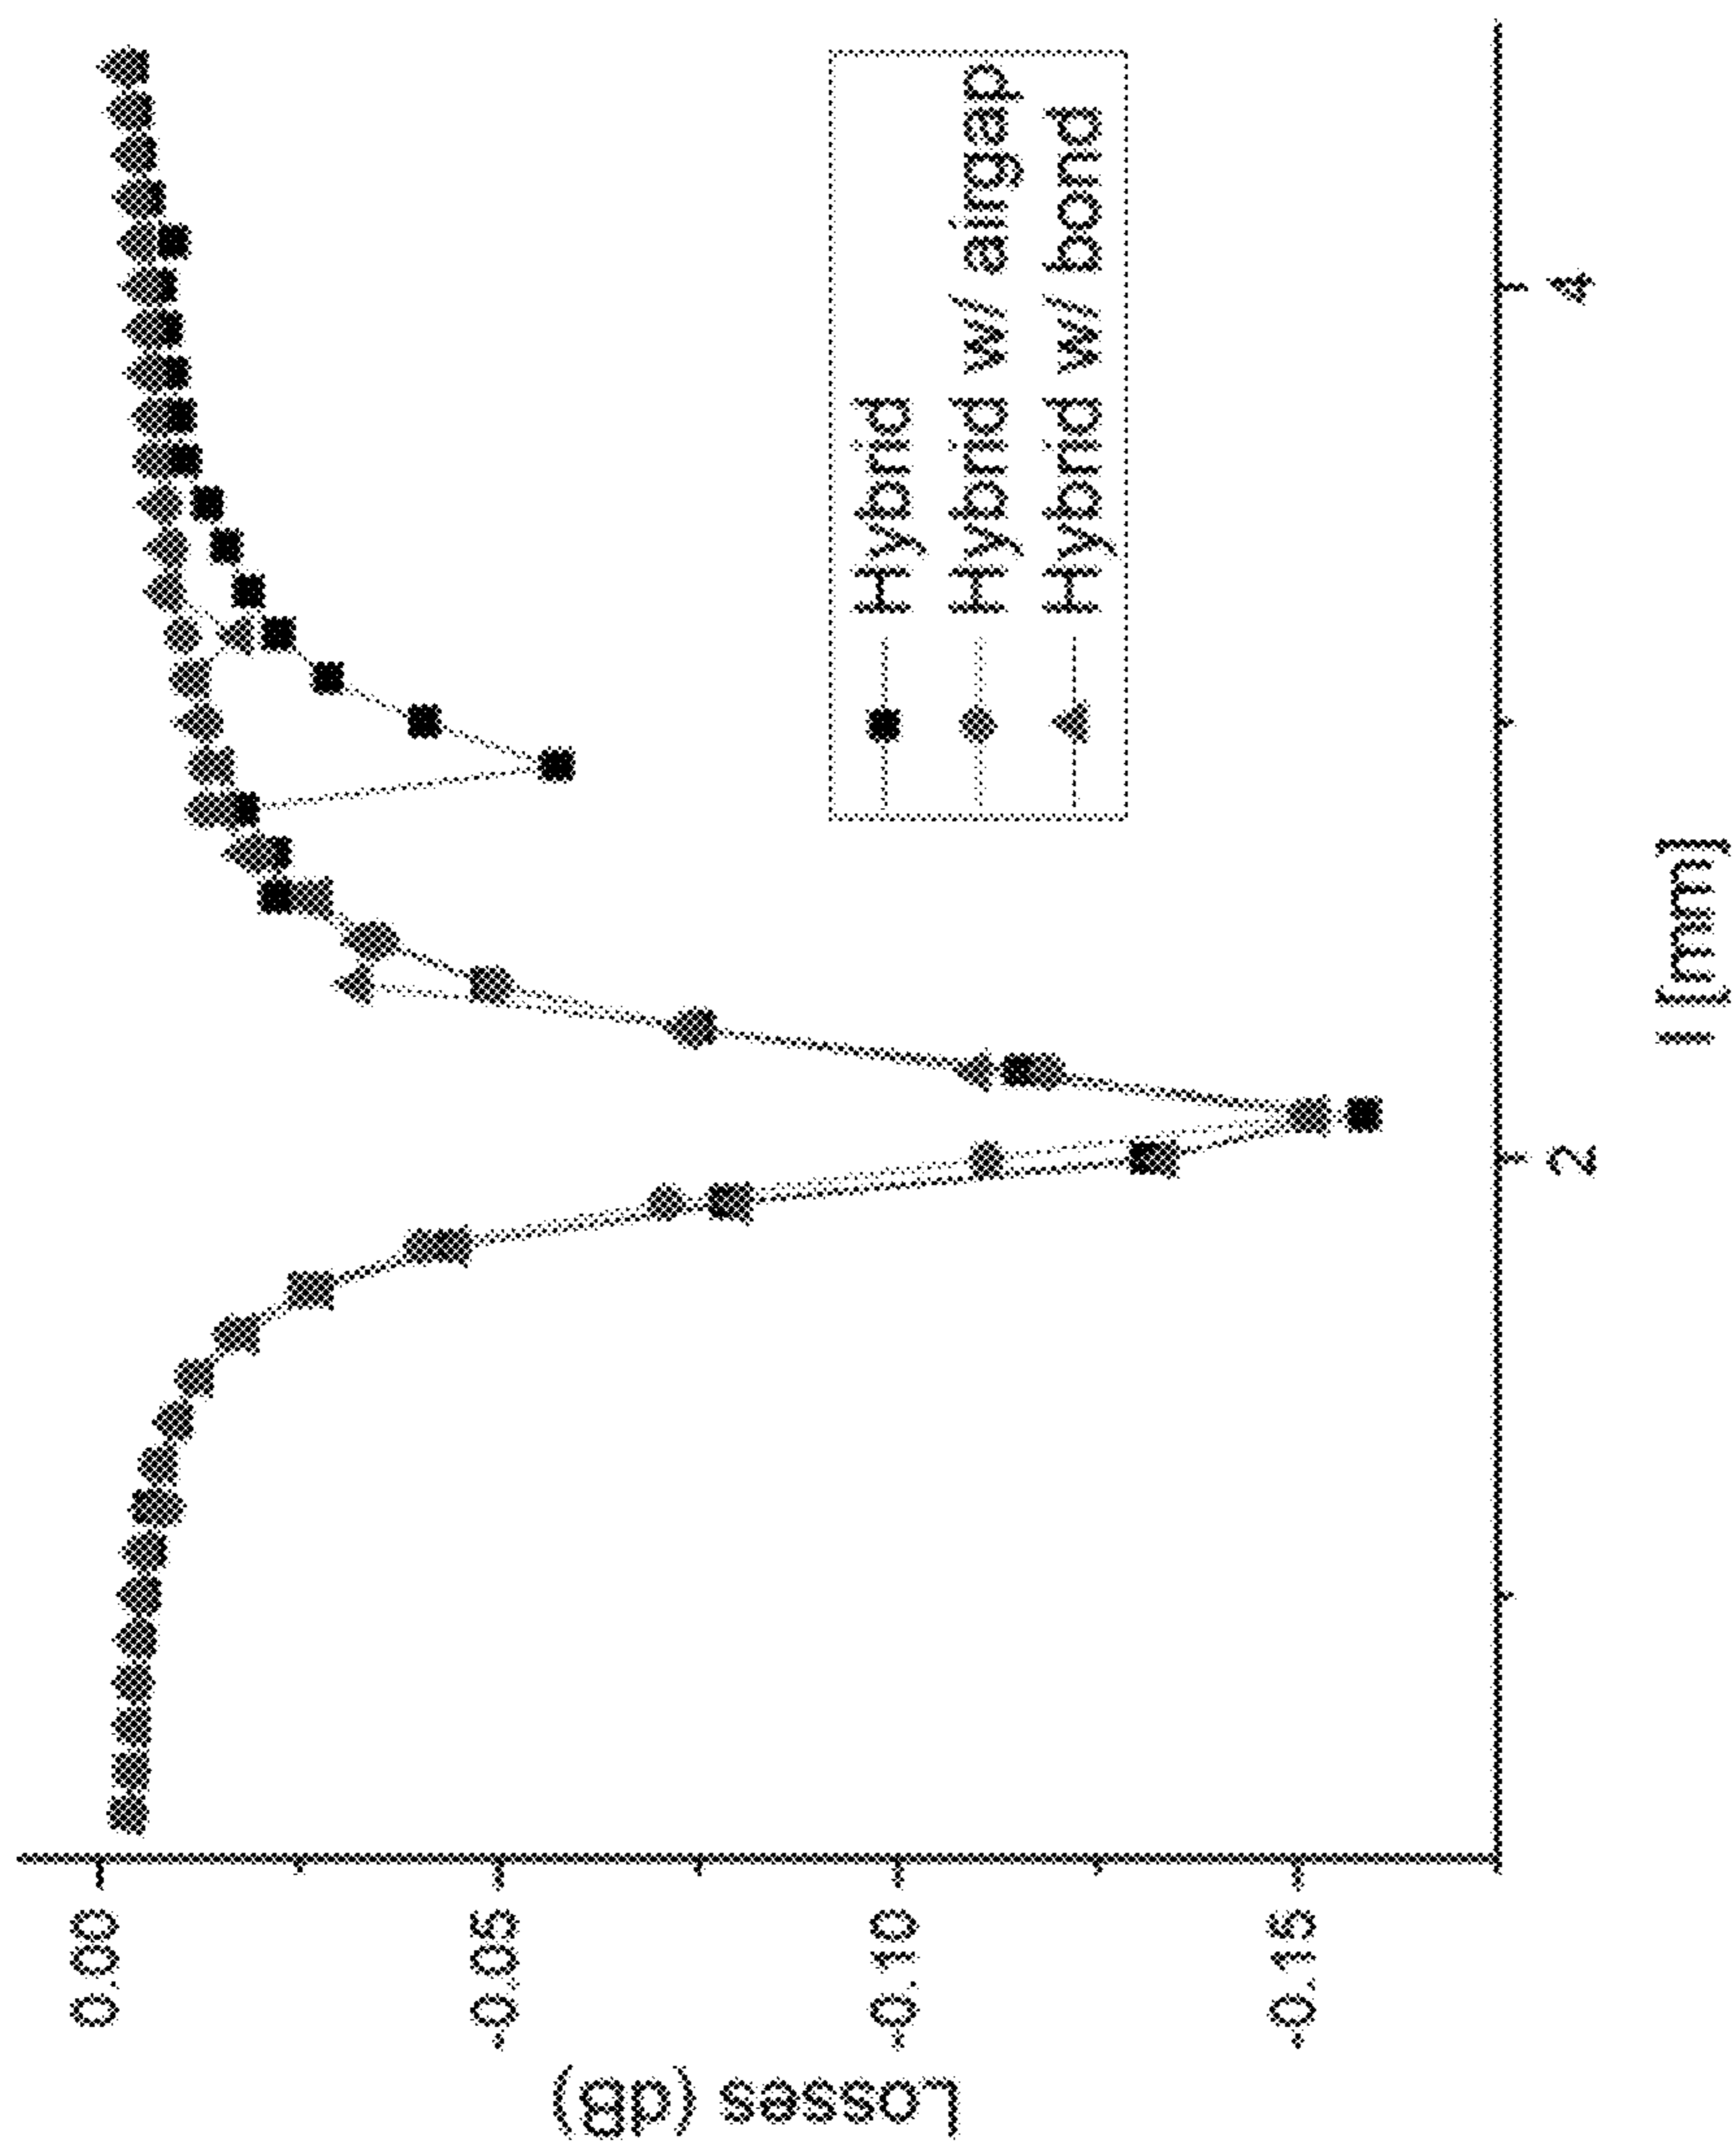 0.00
-0.05
-0.10
-0.15
Losses (dB)
2
4
l [mm]
Hybrid
Hybrid w/ airgap
Hybrid w/ bond